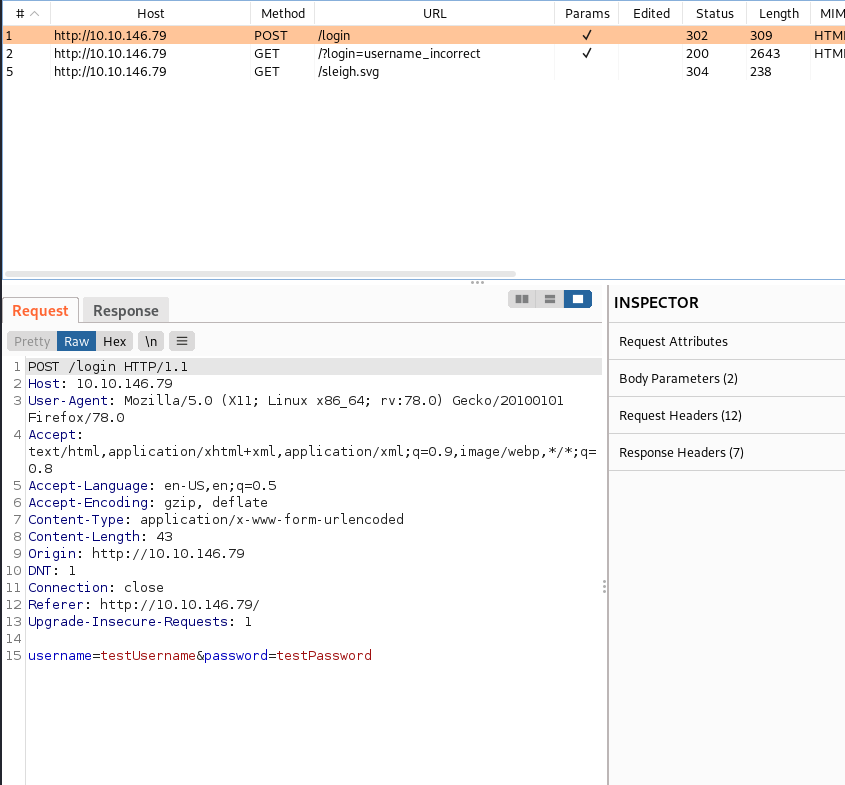 # Host Method URL Params Edited Status Length MIM
1 http://10.10.146.79 POST /login ✓ 302 309 HTM
2 http://10.10.146.79 GET /?login=username_incorrect ✓ 200 2643 HTM
5 http://10.10.146.79 GET /sleigh.svg 304 238
Request Response
INSPECTOR
Pretty Raw Hex \n
Request Attributes
Body Parameters (2)
Request Headers (12)
Response Headers (7)
1 POST /login HTTP/1.1
2 Host: 10.10.146.79
3 User-Agent: Mozilla/5.0 (X11; Linux x86_64; rv:78.0) Gecko/20100101
Firefox/78.0
4 Accept:
text/html,application/xhtml+xml,application/xml;q=0.9,image/webp,*/*;q=
0.8
5 Accept-Language: en-US,en;q=0.5
6 Accept-Encoding: gzip, deflate
7 Content-Type: application/x-www-form-urlencoded
8 Content-Length: 43
9 Origin: http://10.10.146.79
10 DNT: 1
11 Connection: close
12 Referer: http://10.10.146.79/
13 Upgrade-Insecure-Requests: 1
14
15 username=testUsername&password=testPassword